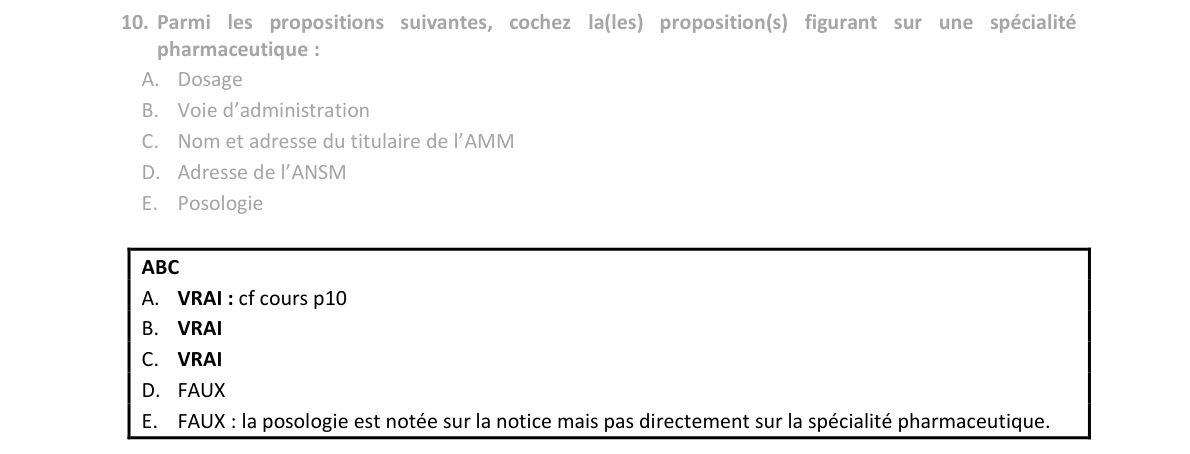 10. Parmi les propositions suivantes, cochez la(les) proposition(s) figurant sur une spécialité
pharmaceutique :
A. Dosage
B. Voie d’administration
C. Nom et adresse du titulaire de l’AMM
D. Adresse de l’ANSM
E. Posologie
ABC
A. VRAI : cf cours p10
B. VRAI
C. VRAI
D. FAUX
E. FAUX : la posologie est notée sur la notice mais pas directement sur la spécialité pharmaceutique.